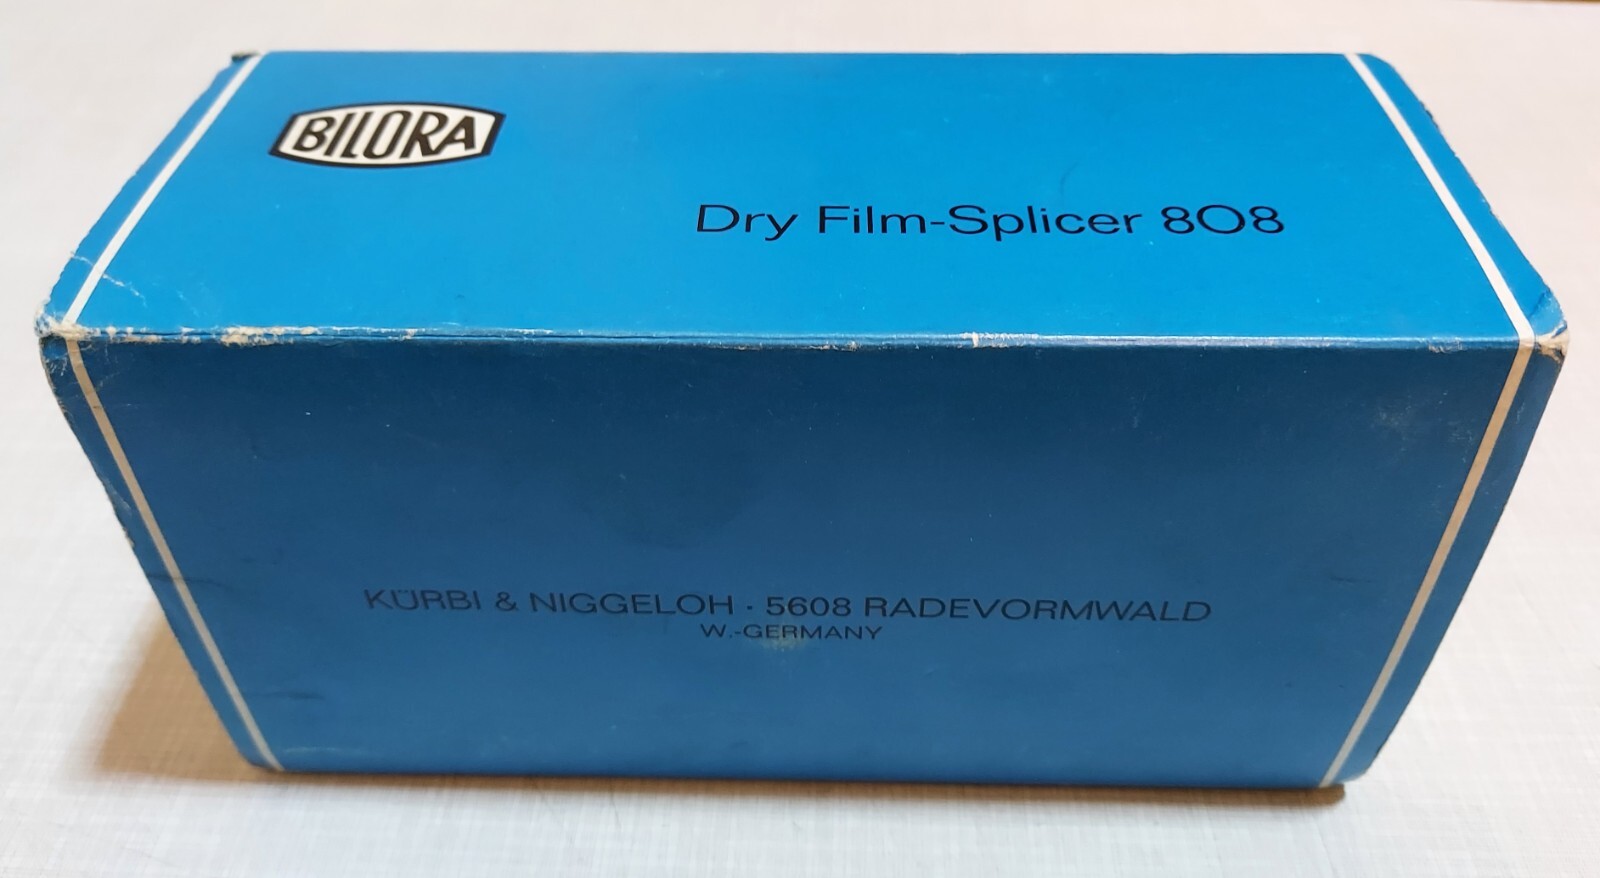 BILORA
Dry Film-Splicer 808
KÜRBI & NIGGELOH · 5608 RADEVORMWALD
W.-GERMANY